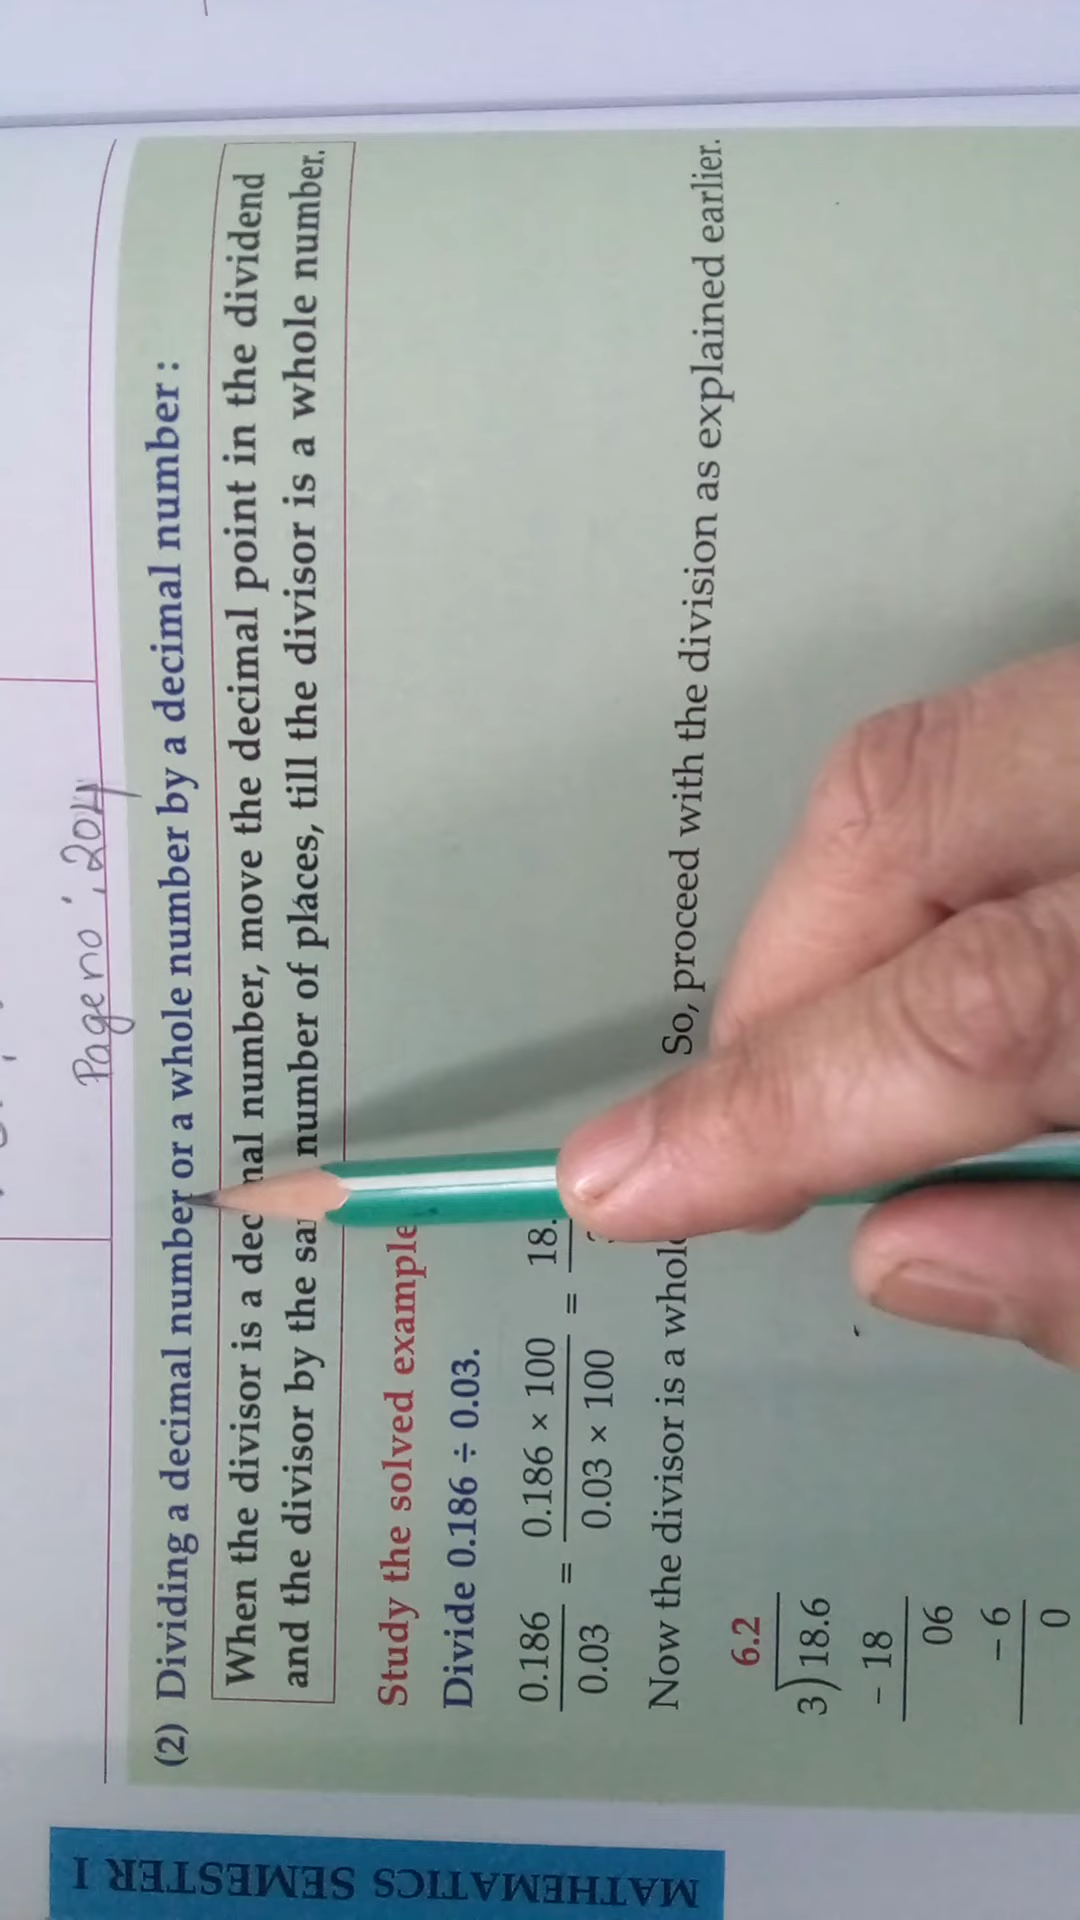 Page no', 204
(2) Dividing a decimal number or a whole number by a decimal number :
When the divisor is a decimal number, move the decimal point in the dividend
and the divisor by the number of places, till the divisor is a whole number.
Study the solved example
Divide 0.186 ÷ 0.03.
0.186 / 0.03 = 0.186 × 100 / 0.03 × 100 = 18.
Now the divisor is a So, proceed with the division as explained earlier.
6.2
3)18.6
– 18
06
– 6
0
MATHEMATICS SEMESTER I